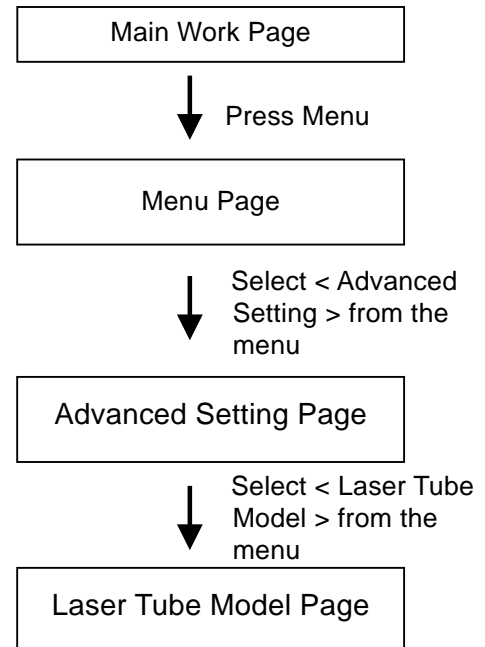 Main Work Page
Press Menu
Menu Page
Select < Advanced
Setting > from the
menu
Advanced Setting Page
Select < Laser Tube
Model > from the
menu
Laser Tube Model Page